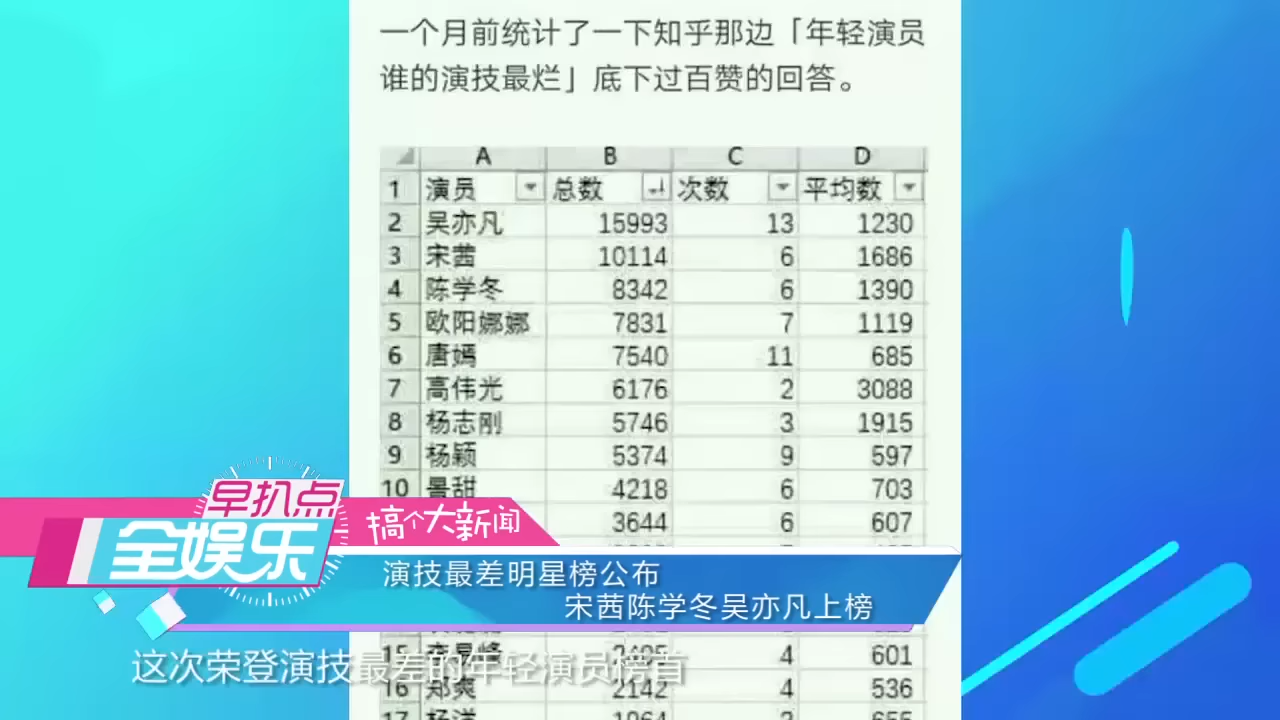 一个月前统计了一下知乎那边「年轻演员
谁的演技最烂」底下过百赞的回答。
A B C D
1 演员 总数 次数 平均数
2 吴亦凡 15993 13 1230
3 宋茜 10114 6 1686
4 陈学冬 8342 6 1390
5 欧阳娜娜 7831 7 1119
6 唐嫣 7540 11 685
7 高伟光 6176 2 3088
8 杨志刚 5746 3 1915
9 杨颖 5374 9 597
10 景甜 4218 6 703
3644 6 607
早扒点
全娱乐
搞个大新闻
演技最差明星榜公布
宋茜陈学冬吴亦凡上榜
15 李易峰 4 601
这次荣登演技最差的年轻演员榜首
16 郑爽 2142 4 536
17 杨洋